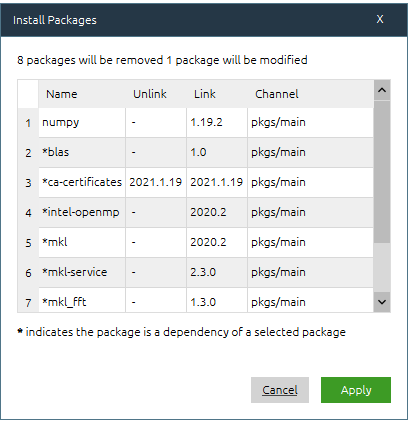 Install Packages X
8 packages will be removed 1 package will be modified
Name Unlink Link Channel
1 numpy - 1.19.2 pkgs/main
2 *blas - 1.0 pkgs/main
3 *ca-certificates 2021.1.19 2021.1.19 pkgs/main
4 *intel-openmp - 2020.2 pkgs/main
5 *mkl - 2020.2 pkgs/main
6 *mkl-service - 2.3.0 pkgs/main
7 *mkl_fft - 1.3.0 pkgs/main
* indicates the package is a dependency of a selected package
Cancel Apply